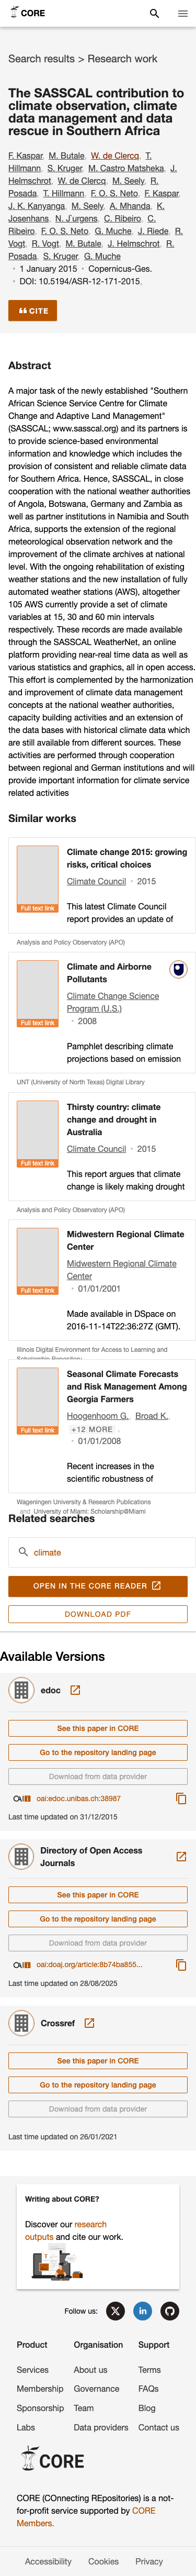 CORE
Search results > Research work
The SASSCAL contribution to
climate observation, climate
data management and data
rescue in Southern Africa
F. Kaspar, M. Butale, W. de Clercq, T.
Hillmann, S. Kruger, M. Castro Matsheka, J.
Helmschrot, W. de Clercq, M. Seely, R.
Posada, T. Hillmann, F. O. S. Neto, F. Kaspar,
J. K. Kanyanga, M. Seely, A. Mhanda, K.
Josenhans, N. J¨urgens, C. Ribeiro, C.
Ribeiro, F. O. S. Neto, G. Muche, J. Riede, R.
Vogt, R. Vogt, M. Butale, J. Helmschrot, R.
Posada, S. Kruger, G. Muche
1 January 2015 · Copernicus-Ges.
DOI: 10.5194/ASR-12-171-2015
CITE
Abstract
A major task of the newly established "Southern
African Science Service Centre for Climate
Change and Adaptive Land Management"
(SASSCAL; www.sasscal.org) and its partners is
to provide science-based environmental
information and knowledge which includes the
provision of consistent and reliable climate data
for Southern Africa. Hence, SASSCAL, in close
cooperation with the national weather authorities
of Angola, Botswana, Germany and Zambia as
well as partner institutions in Namibia and South
Africa, supports the extension of the regional
meteorological observation network and the
improvement of the climate archives at national
level. With the ongoing rehabilitation of existing
weather stations and the new installation of fully
automated weather stations (AWS), altogether
105 AWS currently provide a set of climate
variables at 15, 30 and 60 min intervals
respectively. These records are made available
through the SASSCAL WeatherNet, an online
platform providing near-real time data as well as
various statistics and graphics, all in open access.
This effort is complemented by the harmonization
and improvement of climate data management
concepts at the national weather authorities,
capacity building activities and an extension of
the data bases with historical climate data which
are still available from different sources. These
activities are performed through cooperation
between regional and German institutions and will
provide important information for climate service
related activities
Similar works
Climate change 2015: growing
risks, critical choices
Climate Council · 2015
Full text link
This latest Climate Council
report provides an update of
Analysis and Policy Observatory (APO)
Climate and Airborne
Pollutants
Climate Change Science
Program (U.S.)
· 2008
Full text link
Pamphlet describing climate
projections based on emission
UNT (University of North Texas) Digital Library
Thirsty country: climate
change and drought in
Australia
Climate Council · 2015
Full text link
This report argues that climate
change is likely making drought
Analysis and Policy Observatory (APO)
Midwestern Regional Climate
Center
Midwestern Regional Climate
Center
· 01/01/2001
Full text link
Made available in DSpace on
2016-11-14T22:36:27Z (GMT).
Illinois Digital Environment for Access to Learning and
Scholarship Repository
Seasonal Climate Forecasts
and Risk Management Among
Georgia Farmers
Hoogenhoom G., Broad K.,
+12 MORE
· 01/01/2008
Full text link
Recent increases in the
scientific robustness of
Wageningen University & Research Publications
and University of Miami: Scholarship@Miami
Related searches
climate
OPEN IN THE CORE READER
DOWNLOAD PDF
Available Versions
edoc
See this paper in CORE
Go to the repository landing page
Download from data provider
oai:edoc.unibas.ch:38987
Last time updated on 31/12/2015
Directory of Open Access
Journals
See this paper in CORE
Go to the repository landing page
Download from data provider
oai:doaj.org/article:8b74ba855...
Last time updated on 28/08/2025
Crossref
See this paper in CORE
Go to the repository landing page
Download from data provider
Last time updated on 26/01/2021
Writing about CORE?
Discover our research
outputs and cite our work.
Follow us:
Product Organisation Support
Services About us Terms
Membership Governance FAQs
Sponsorship Team Blog
Labs Data providers Contact us
CORE
CORE (COnnecting REpositories) is a not-
for-profit service supported by CORE
Members.
Accessibility Cookies Privacy